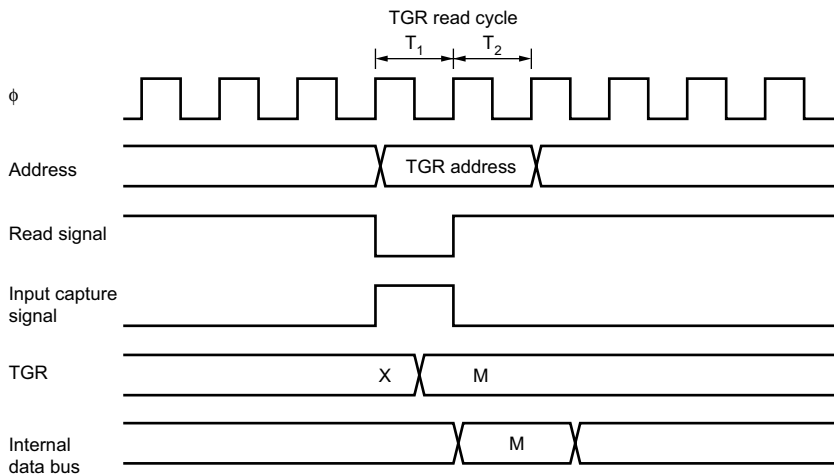 TGR read cycle
T1 T2
ϕ
Address
TGR address
Read signal
Input capture
signal
TGR
X M
Internal
data bus
M